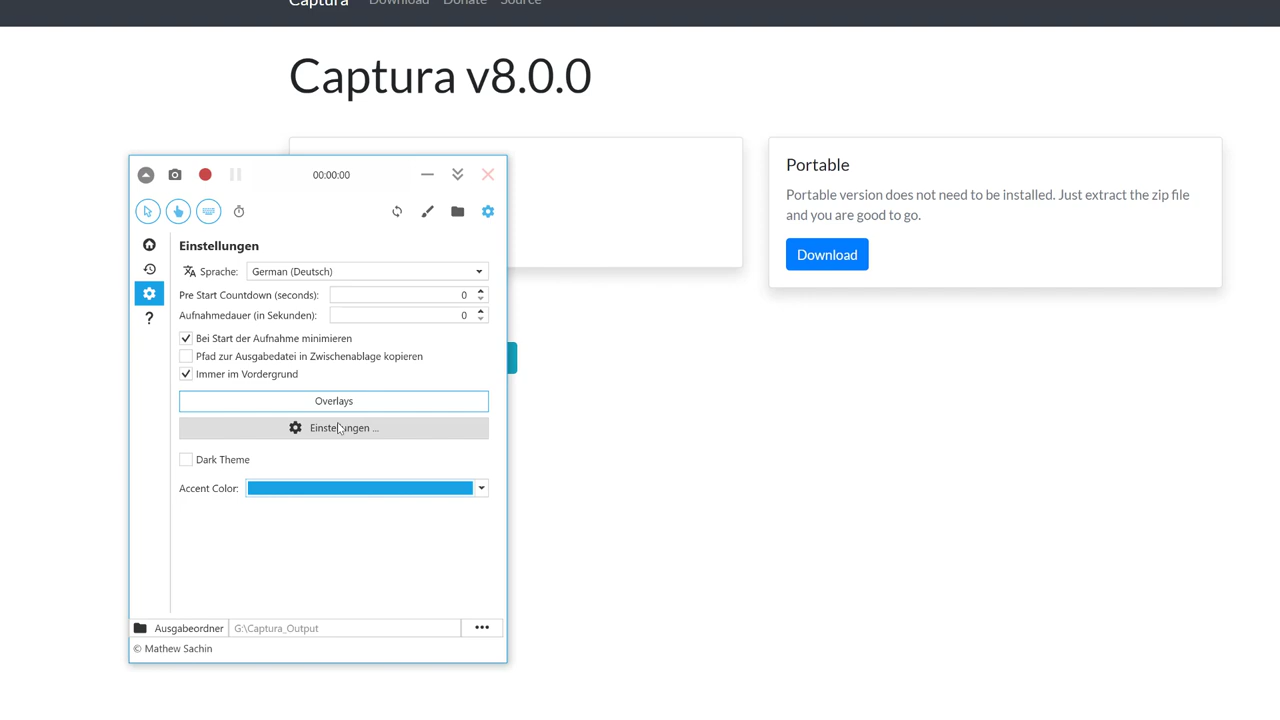 Captura Download Donate Source
Captura v8.0.0
Portable
Portable version does not need to be installed. Just extract the zip file
and you are good to go.
Download
00:00:00
Einstellungen
Sprache: German (Deutsch)
Pre Start Countdown (seconds): 0
Aufnahmedauer (in Sekunden): 0
Bei Start der Aufnahme minimieren
Pfad zur Ausgabedatei in Zwischenablage kopieren
Immer im Vordergrund
Overlays
Einstellungen ...
Dark Theme
Accent Color:
Ausgabeordner G:\Captura_Output •••
© Mathew Sachin